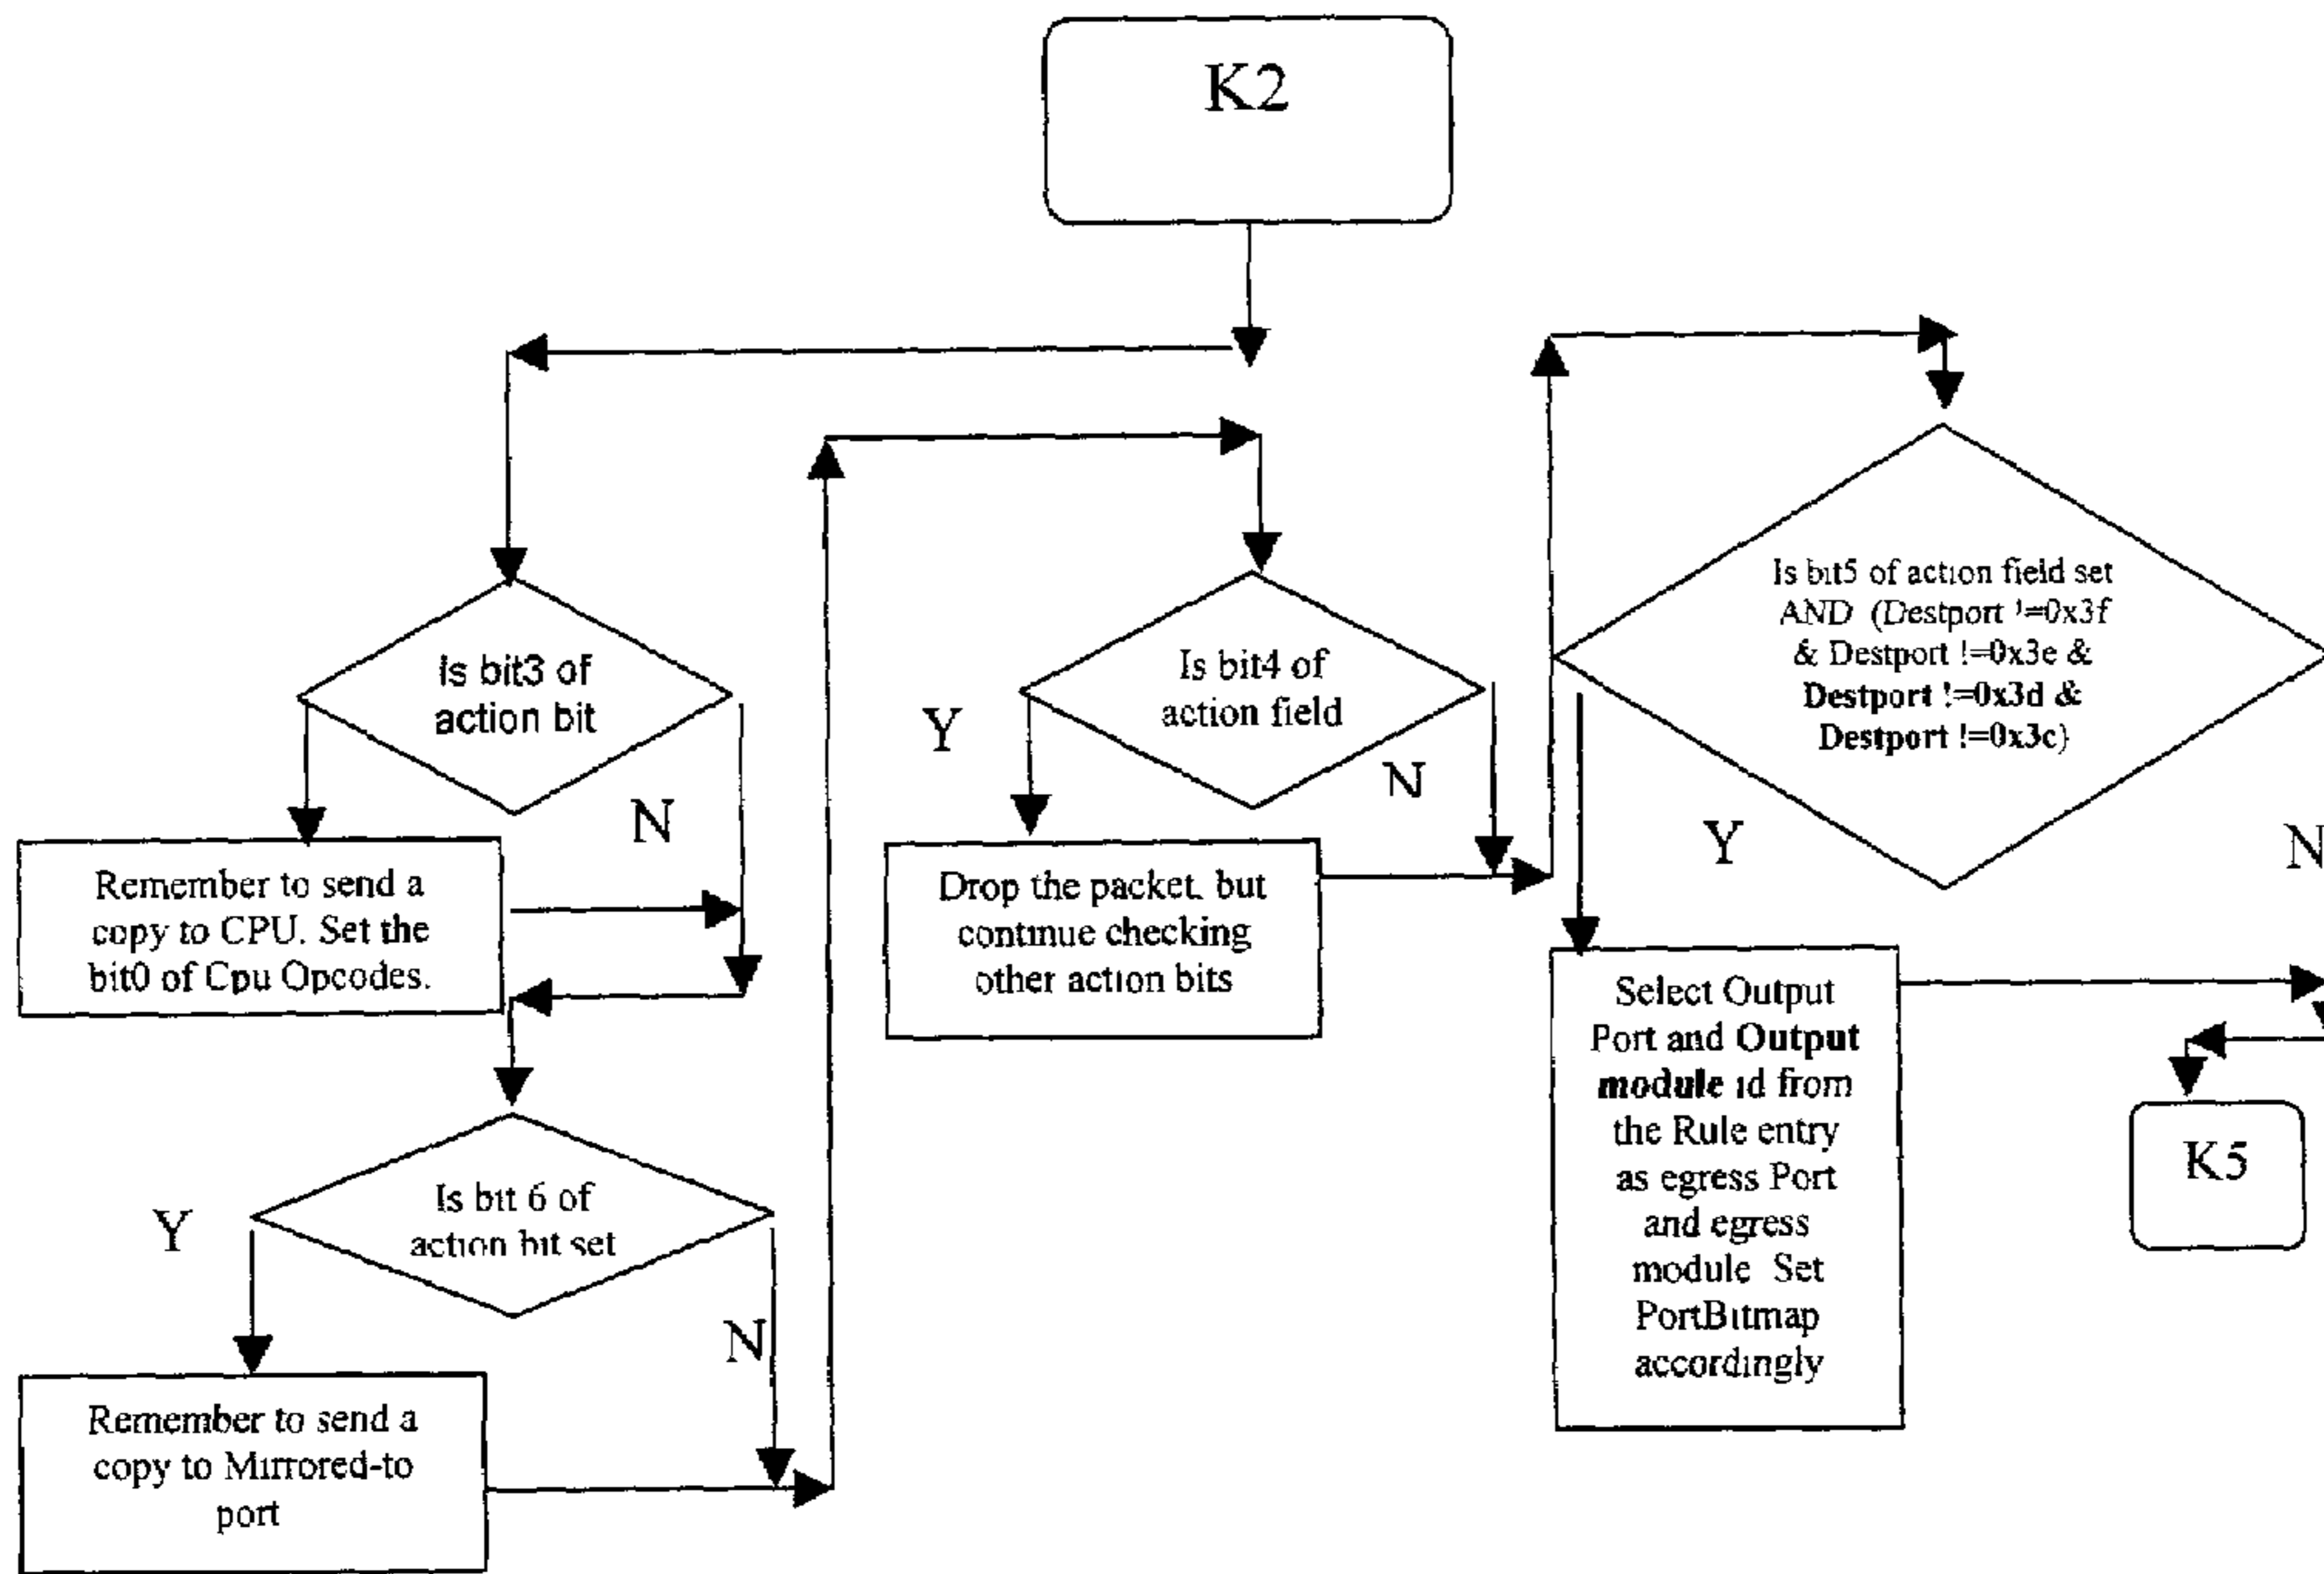 K2
Is bit3 of
action bit
N
Remember to send a
copy to CPU. Set the
bit0 of Cpu Opcodes.
Is bit 6 of
action bit set
Y
N
Remember to send a
copy to Mirrored-to
port
Is bit4 of
action field
Y
N
Drop the packet. but
continue checking
other action bits
Is bit5 of action field set
AND (Destport !=0x3f
& Destport !=0x3e &
Destport !=0x3d &
Destport !=0x3c)
Y
N
Select Output
Port and Output
module id from
the Rule entry
as egress Port
and egress
module Set
PortBitmap
accordingly
K5